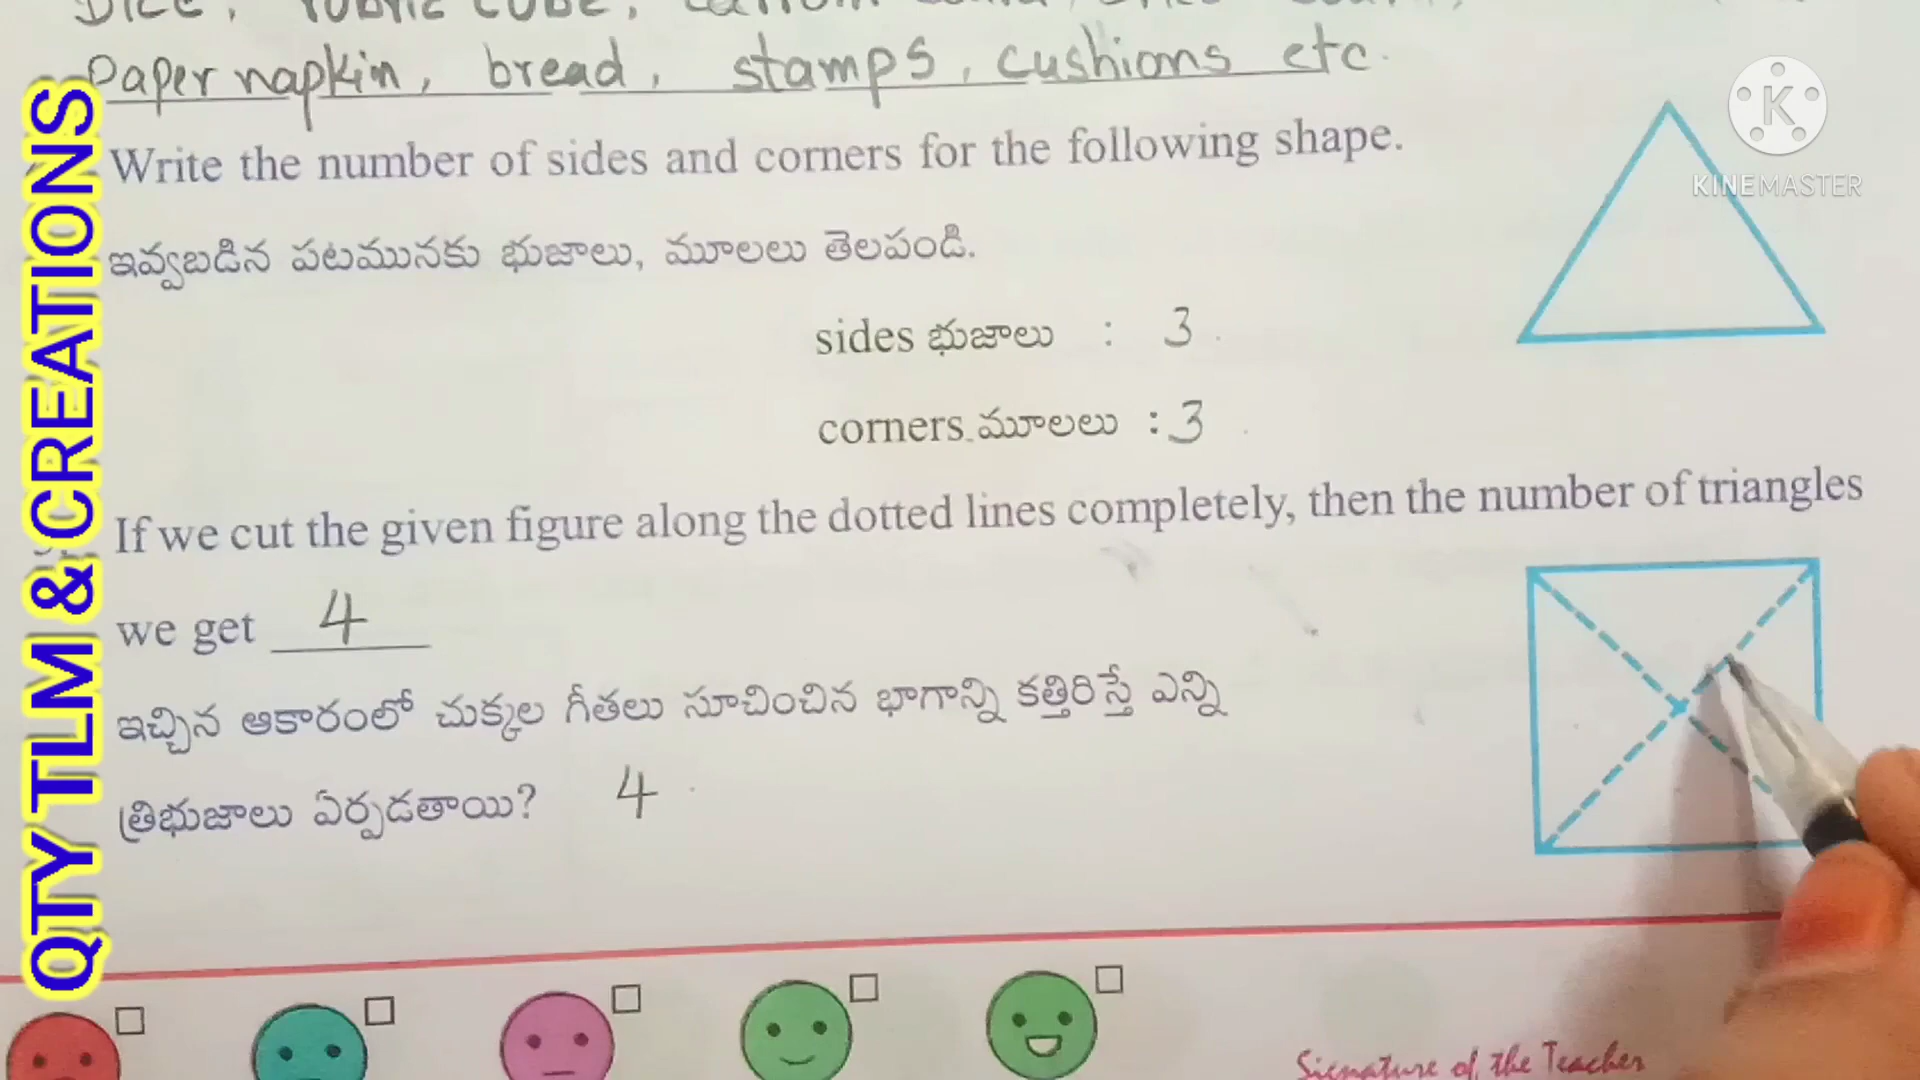 Paper napkin, bread, stamps, cushions etc.
Write the number of sides and corners for the following shape.
ఇవ్వబడిన పటమునకు భుజాలు, మూలలు తెలపండి.
sides భుజాలు : 3
corners మూలలు : 3
If we cut the given figure along the dotted lines completely, then the number of triangles
we get 4
ఇచ్చిన ఆకారంలో చుక్కల గీతలు సూచించిన భాగాన్ని కత్తిరిస్తే ఎన్ని
త్రిభుజాలు ఏర్పడతాయి? 4
Signature of the Teacher
QTY TLM & CREATIONS
K
KINEMASTER